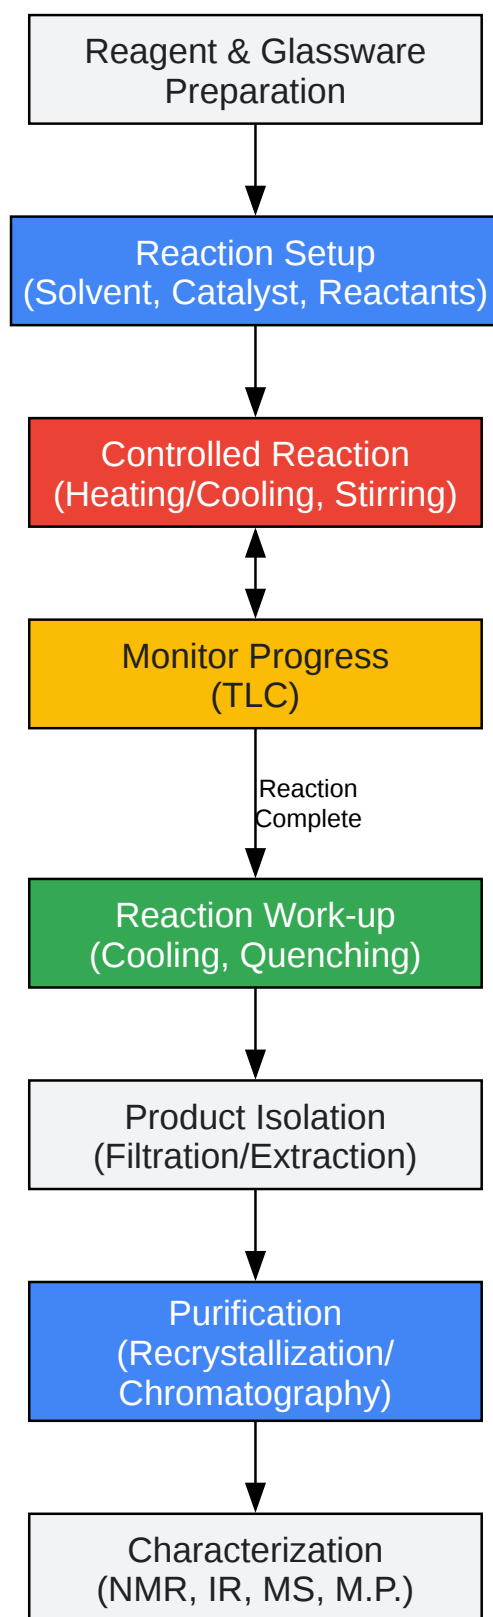 Reagent & Glassware
Preparation
Reaction Setup
(Solvent, Catalyst, Reactants)
Controlled Reaction
(Heating/Cooling, Stirring)
Monitor Progress
(TLC)
Reaction
Complete
Reaction Work-up
(Cooling, Quenching)
Product Isolation
(Filtration/Extraction)
Purification
(Recrystallization/
Chromatography)
Characterization
(NMR, IR, MS, M.P.)